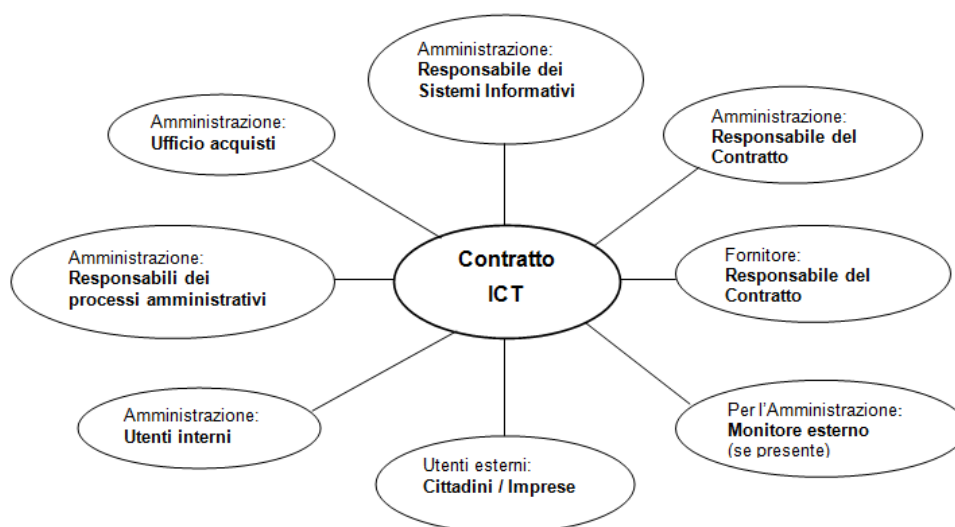 Amministrazione:
Responsabile dei
Sistemi Informativi
Amministrazione:
Ufficio acquisti
Amministrazione:
Responsabile del
Contratto
Amministrazione:
Responsabili dei
processi amministrativi
Contratto
ICT
Fornitore:
Responsabile del
Contratto
Amministrazione:
Utenti interni
Per l'Amministrazione:
Monitore esterno
(se presente)
Utenti esterni:
Cittadini / Imprese